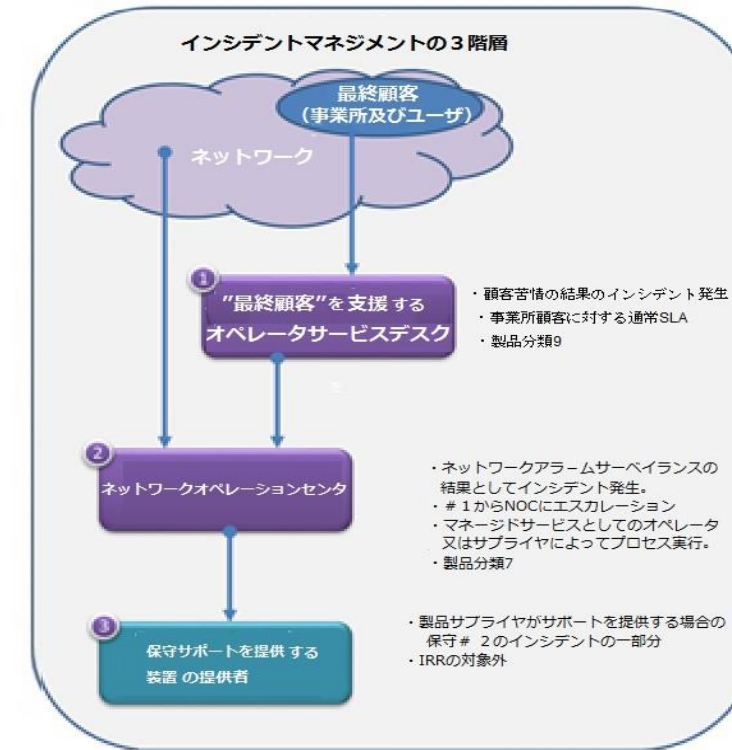 インシデントマネジメントの３階層
最終顧客
（事業所及びユーザ）
ネットワーク
1
”最終顧客”を支援する
オペレータサービスデスク
・顧客苦情の結果のインシデント発生
・事業所顧客に対する通常SLA
・製品分類9
2
ネットワークオペレーションセンタ
・ネットワークアラームサーベイランスの
結果としてインシデント発生。
・＃１からNOCにエスカレーション
・マネージドサービスとしてのオペレータ
又はサプライヤによってプロセス実行。
・製品分類7
3
保守サポートを提供する
装置の提供者
・製品サプライヤがサポートを提供する場合の
保守＃２のインシデントの一部分
・IRRの対象外